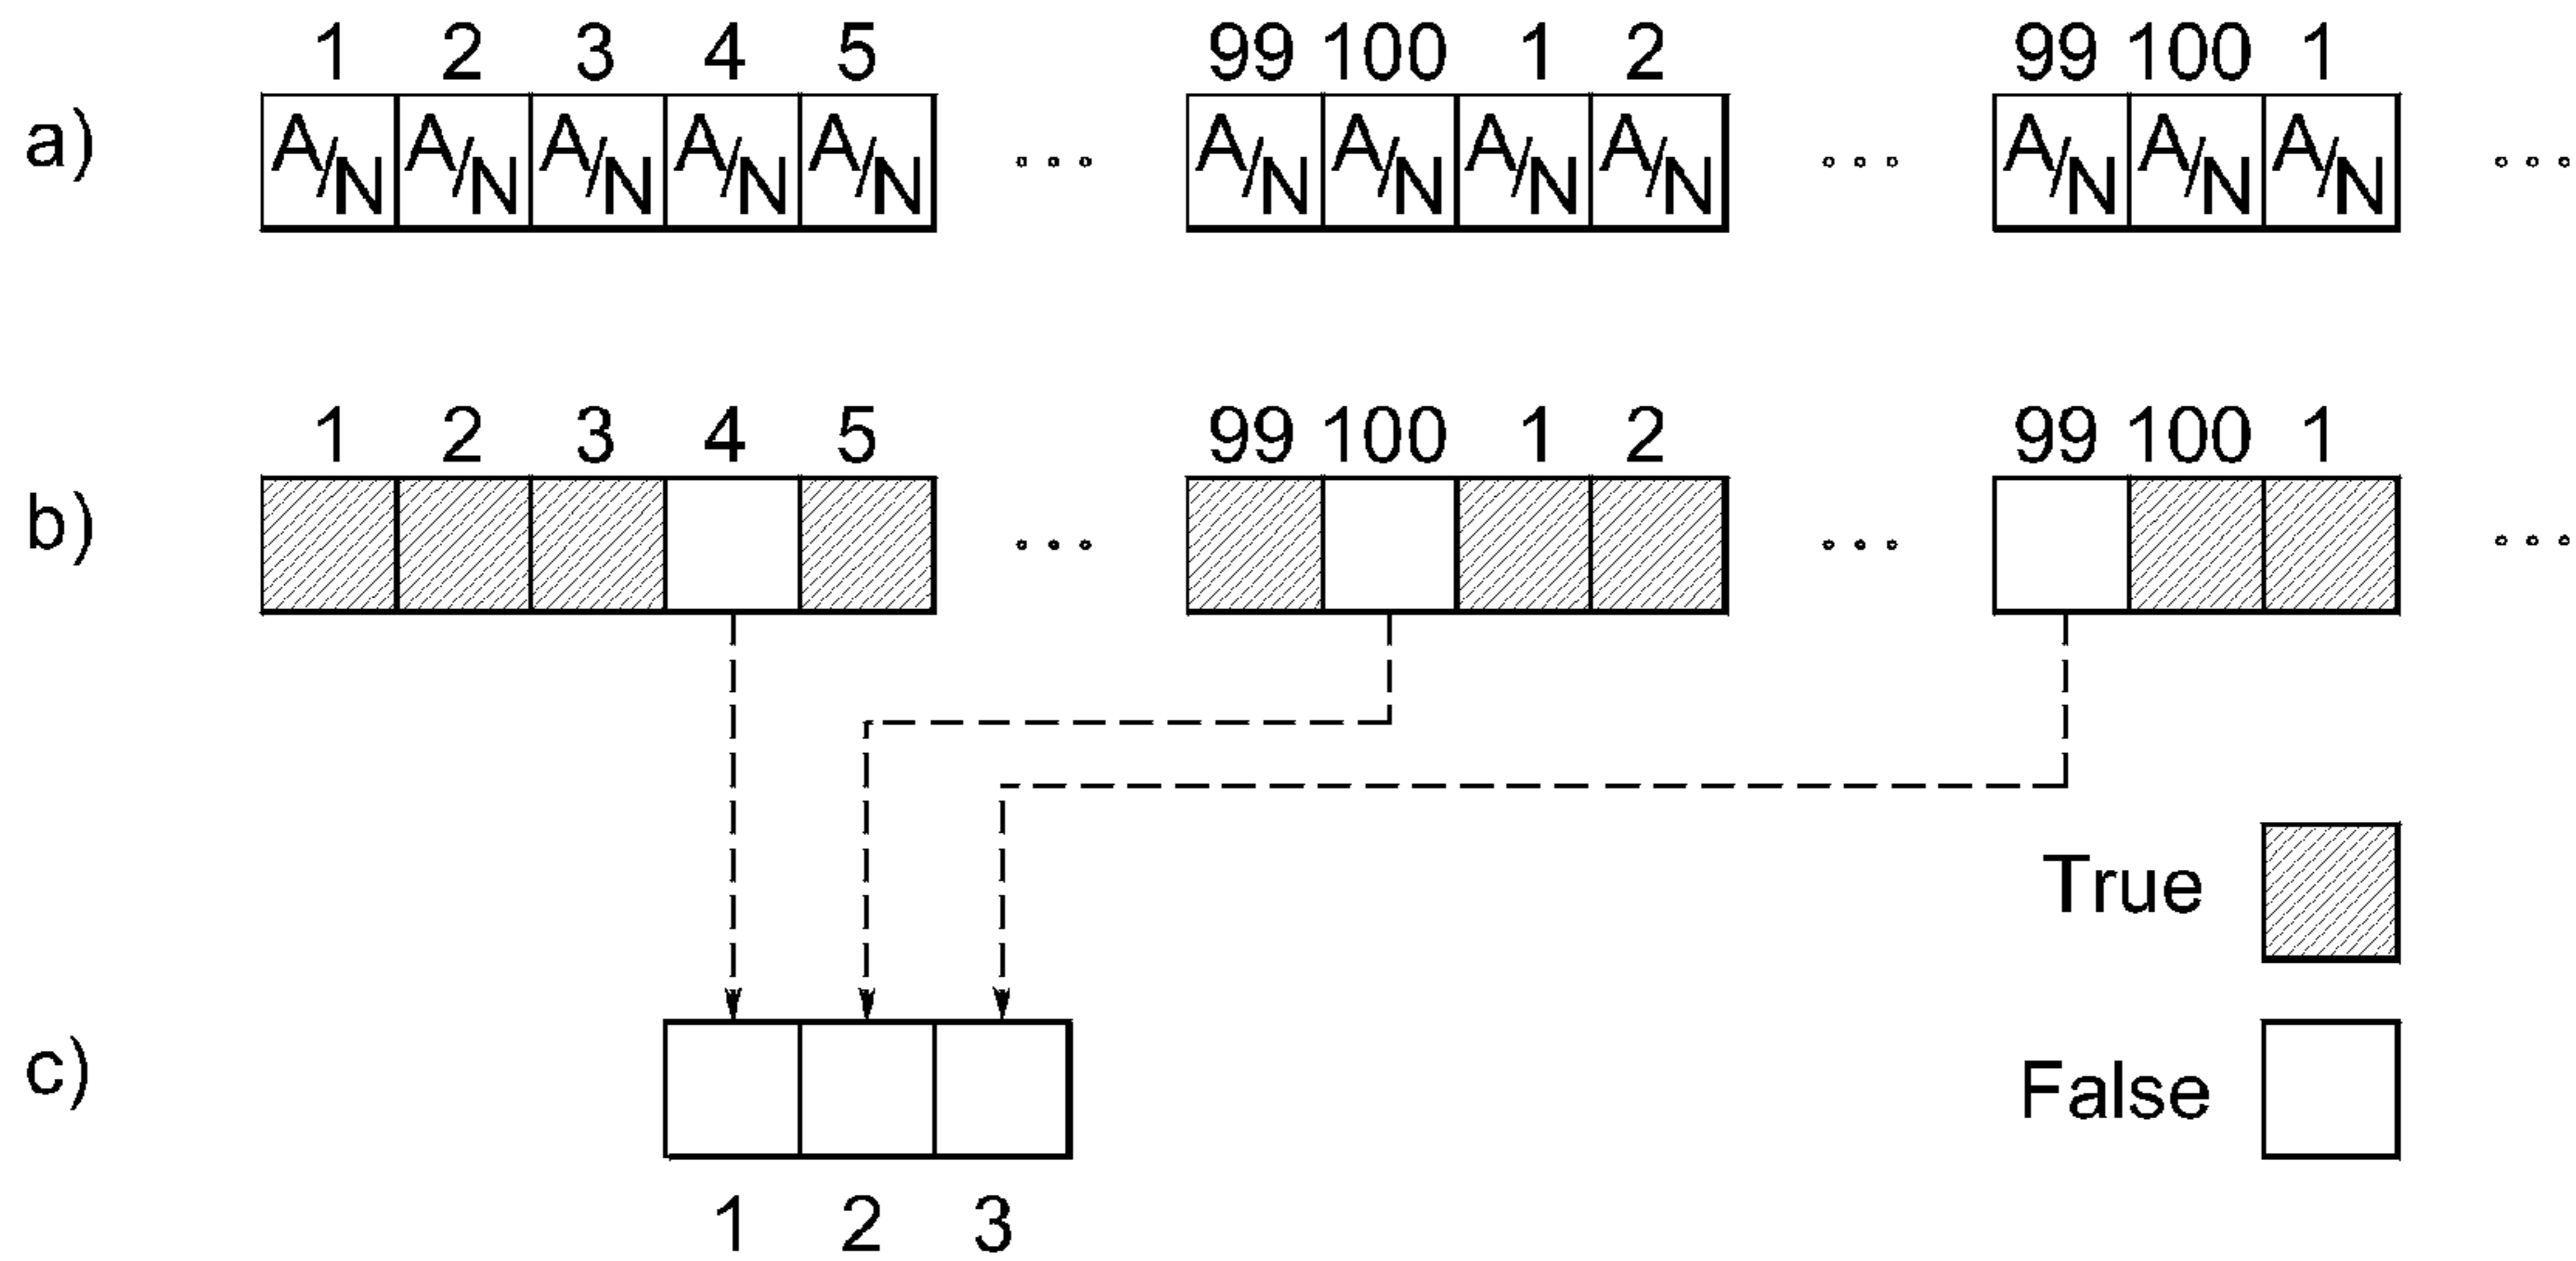 1 2 3 4 5 99 100 1 2 99 100 1
a) A/N A/N A/N A/N A/N ... A/N A/N A/N A/N ... A/N A/N A/N ...
1 2 3 4 5 99 100 1 2 99 100 1
b) ... ... ...
True
c)
False
1 2 3